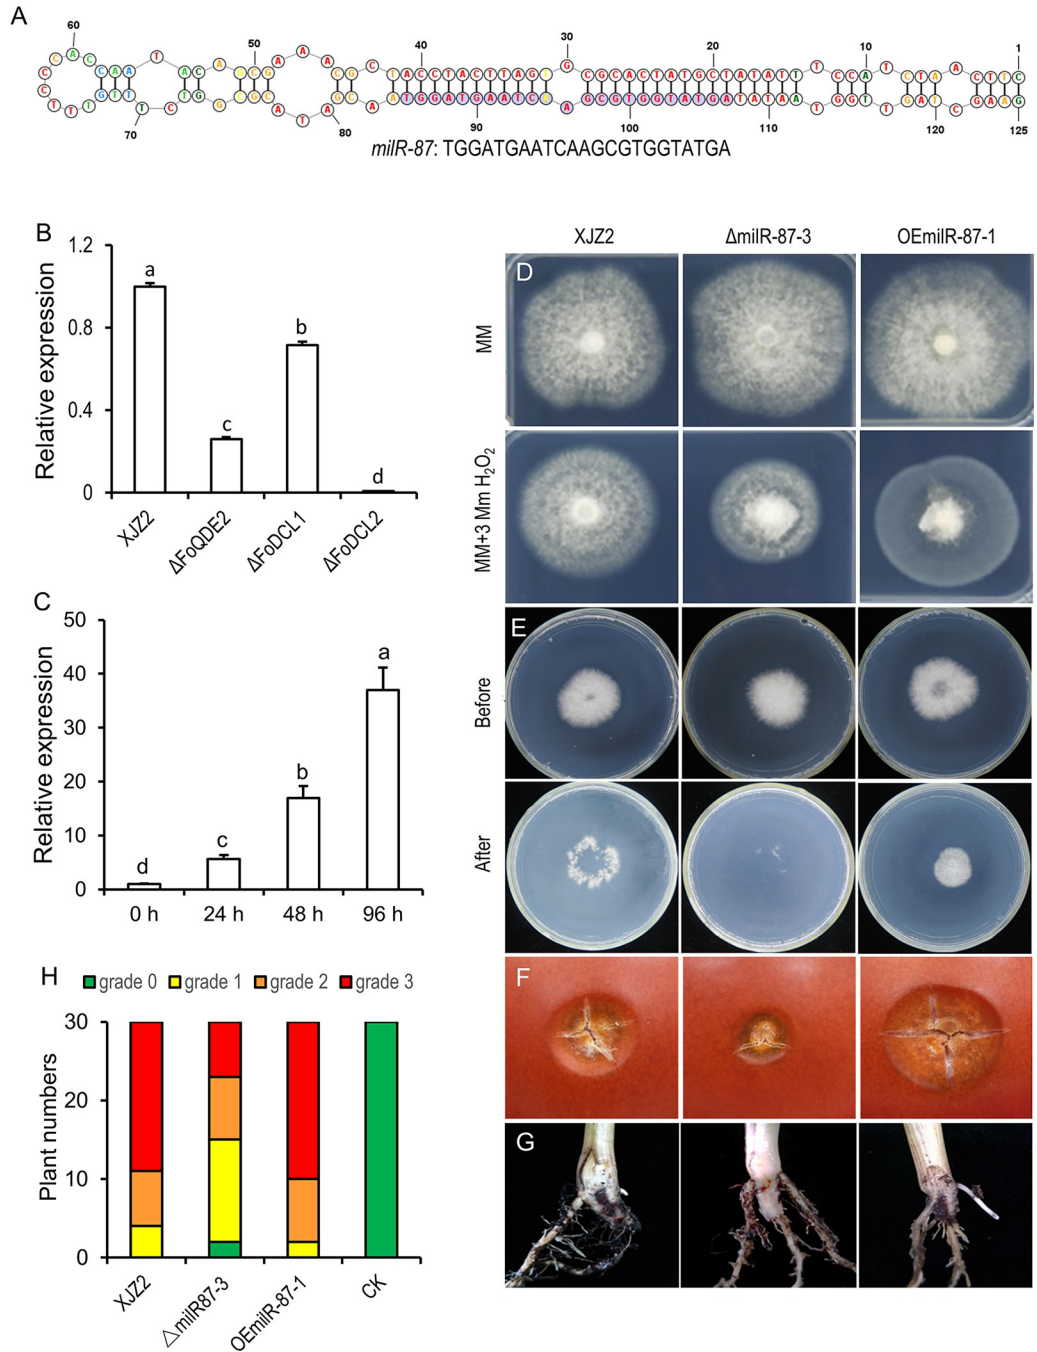 A
60
50
40
30
20
10
1
70
80
90
100
110
120
125
milR-87: TGGATGAATCAAGCGTGGTATGA
B
Relative expression
1.2
0.8
0.4
0
a
c
b
d
XJZ2
ΔFoQDE2
ΔFoDCL1
ΔFoDCL2
C
Relative expression
50
40
30
20
10
0
d
c
b
a
0 h
24 h
48 h
96 h
H
grade 0
grade 1
grade 2
grade 3
Plant numbers
30
20
10
0
XJZ2
△milR87-3
OEmilR-87-1
CK
XJZ2
ΔmilR-87-3
OEmilR-87-1
D
MM
MM+3 Mm H₂O₂
E
Before
After
F
G